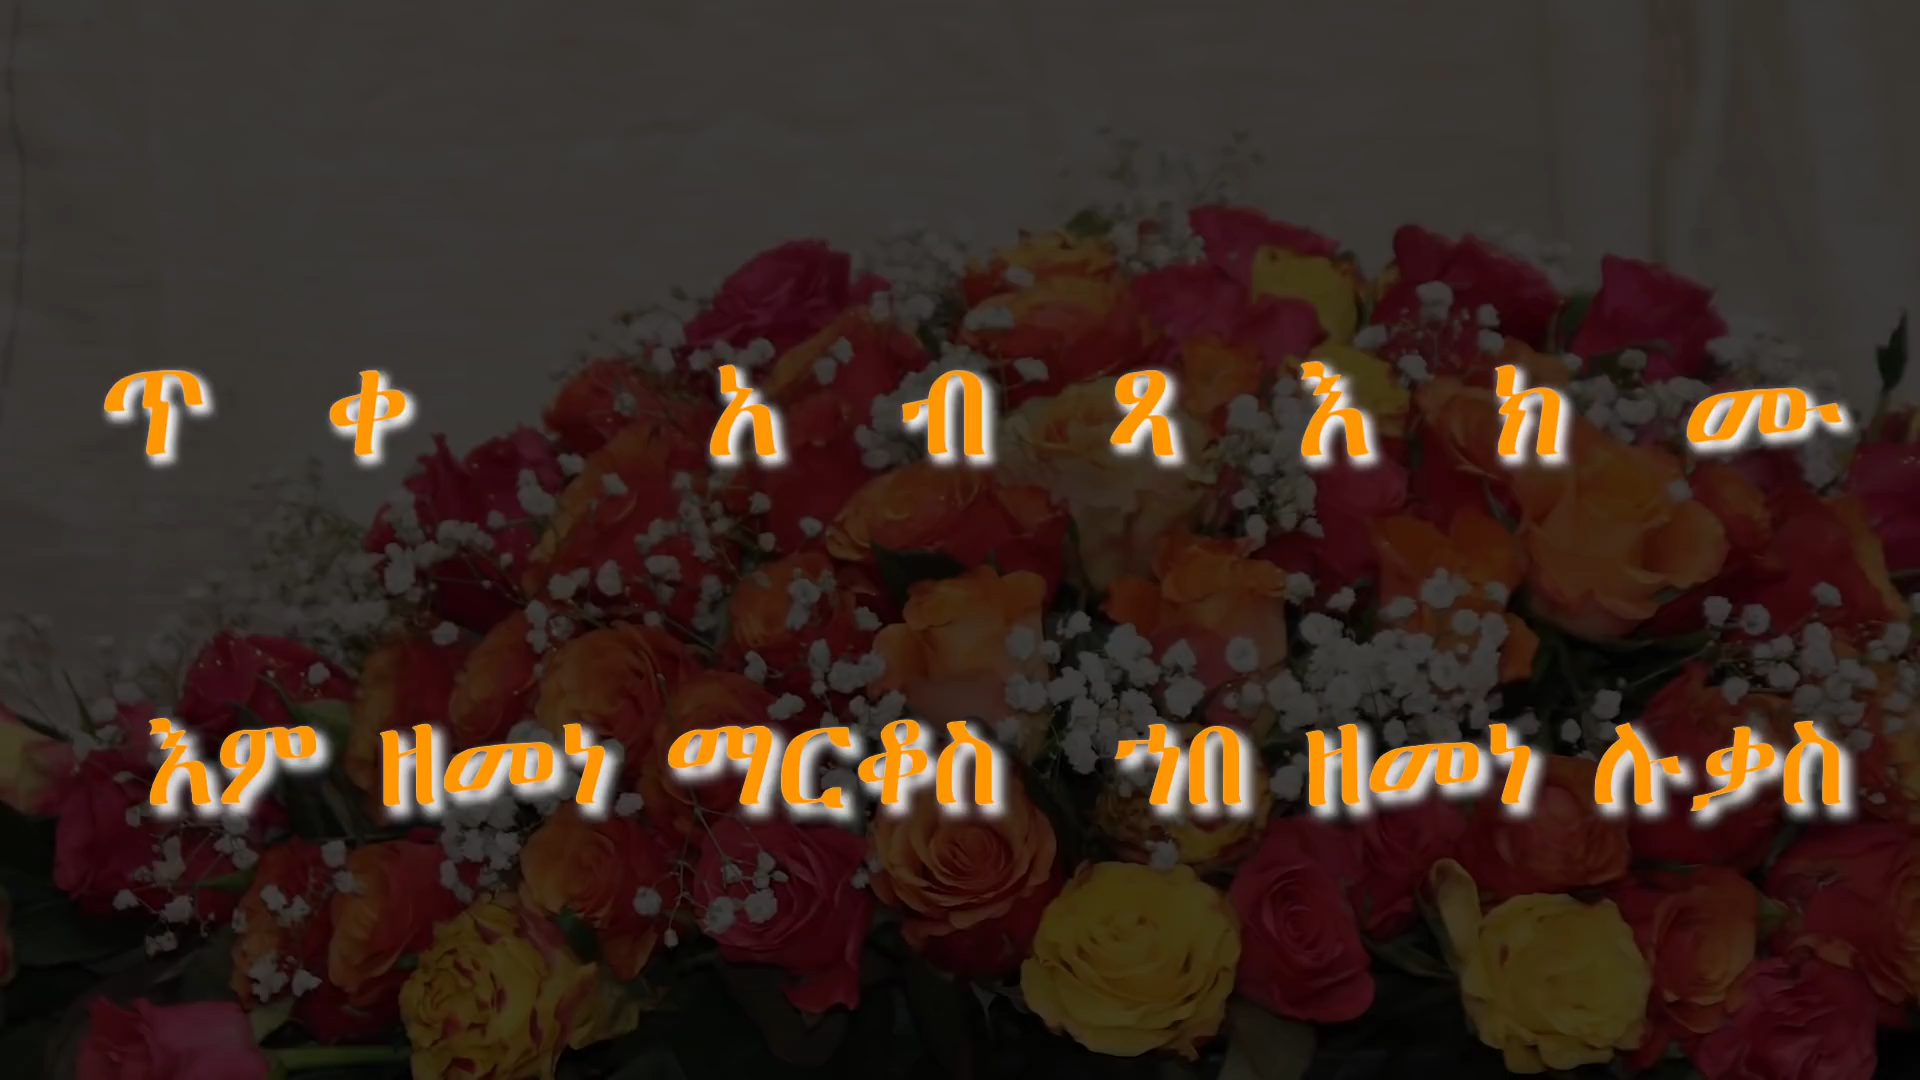 ጥ ቀ አ ብ ጻ እ ክ ሙ
እም ዘመነ ማርቆስ ኀበ ዘመነ ሉቃስ